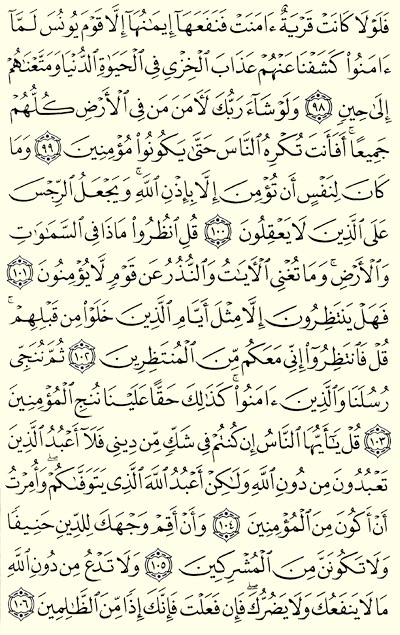 فَلَوْلَا كَانَتْ قَرْيَةٌ ءَامَنَتْ فَنَفَعَهَآ إِيمَٰنُهَآ إِلَّا قَوْمَ يُونُسَ لَمَّآ
ءَامَنُوا۟ كَشَفْنَا عَنْهُمْ عَذَابَ ٱلْخِزْىِ فِى ٱلْحَيَوٰةِ ٱلدُّنْيَا وَمَتَّعْنَٰهُمْ
إِلَىٰ حِينٍ ٩٨ وَلَوْ شَآءَ رَبُّكَ لَءَامَنَ مَن فِى ٱلْأَرْضِ كُلُّهُمْ
جَمِيعًا ۚ أَفَأَنتَ تُكْرِهُ ٱلنَّاسَ حَتَّىٰ يَكُونُوا۟ مُؤْمِنِينَ ٩٩ وَمَا
كَانَ لِنَفْسٍ أَن تُؤْمِنَ إِلَّا بِإِذْنِ ٱللَّهِ ۚ وَيَجْعَلُ ٱلرِّجْسَ
عَلَى ٱلَّذِينَ لَا يَعْقِلُونَ ١٠٠ قُلِ ٱنظُرُوا۟ مَاذَا فِى ٱلسَّمَٰوَٰتِ
وَٱلْأَرْضِ ۚ وَمَا تُغْنِى ٱلْءَايَٰتُ وَٱلنُّذُرُ عَن قَوْمٍ لَّا يُؤْمِنُونَ ١٠١
فَهَلْ يَنتَظِرُونَ إِلَّا مِثْلَ أَيَّامِ ٱلَّذِينَ خَلَوْا۟ مِن قَبْلِهِمْ ۚ
قُلْ فَٱنتَظِرُوٓا۟ إِنِّى مَعَكُم مِّنَ ٱلْمُنتَظِرِينَ ١٠٢ ثُمَّ نُنَجِّى
رُسُلَنَا وَٱلَّذِينَ ءَامَنُوا۟ ۚ كَذَٰلِكَ حَقًّا عَلَيْنَا نُنجِ ٱلْمُؤْمِنِينَ
١٠٣ قُلْ يَٰٓأَيُّهَا ٱلنَّاسُ إِن كُنتُمْ فِى شَكٍّ مِّن دِينِى فَلَآ أَعْبُدُ ٱلَّذِينَ
تَعْبُدُونَ مِن دُونِ ٱللَّهِ وَلَٰكِنْ أَعْبُدُ ٱللَّهَ ٱلَّذِى يَتَوَفَّىٰكُمْ ۖ وَأُمِرْتُ
أَنْ أَكُونَ مِنَ ٱلْمُؤْمِنِينَ ١٠٤ وَأَنْ أَقِمْ وَجْهَكَ لِلدِّينِ حَنِيفًا
وَلَا تَكُونَنَّ مِنَ ٱلْمُشْرِكِينَ ١٠٥ وَلَا تَدْعُ مِن دُونِ ٱللَّهِ
مَا لَا يَنفَعُكَ وَلَا يَضُرُّكَ ۖ فَإِن فَعَلْتَ فَإِنَّكَ إِذًا مِّنَ ٱلظَّٰلِمِينَ ١٠٦